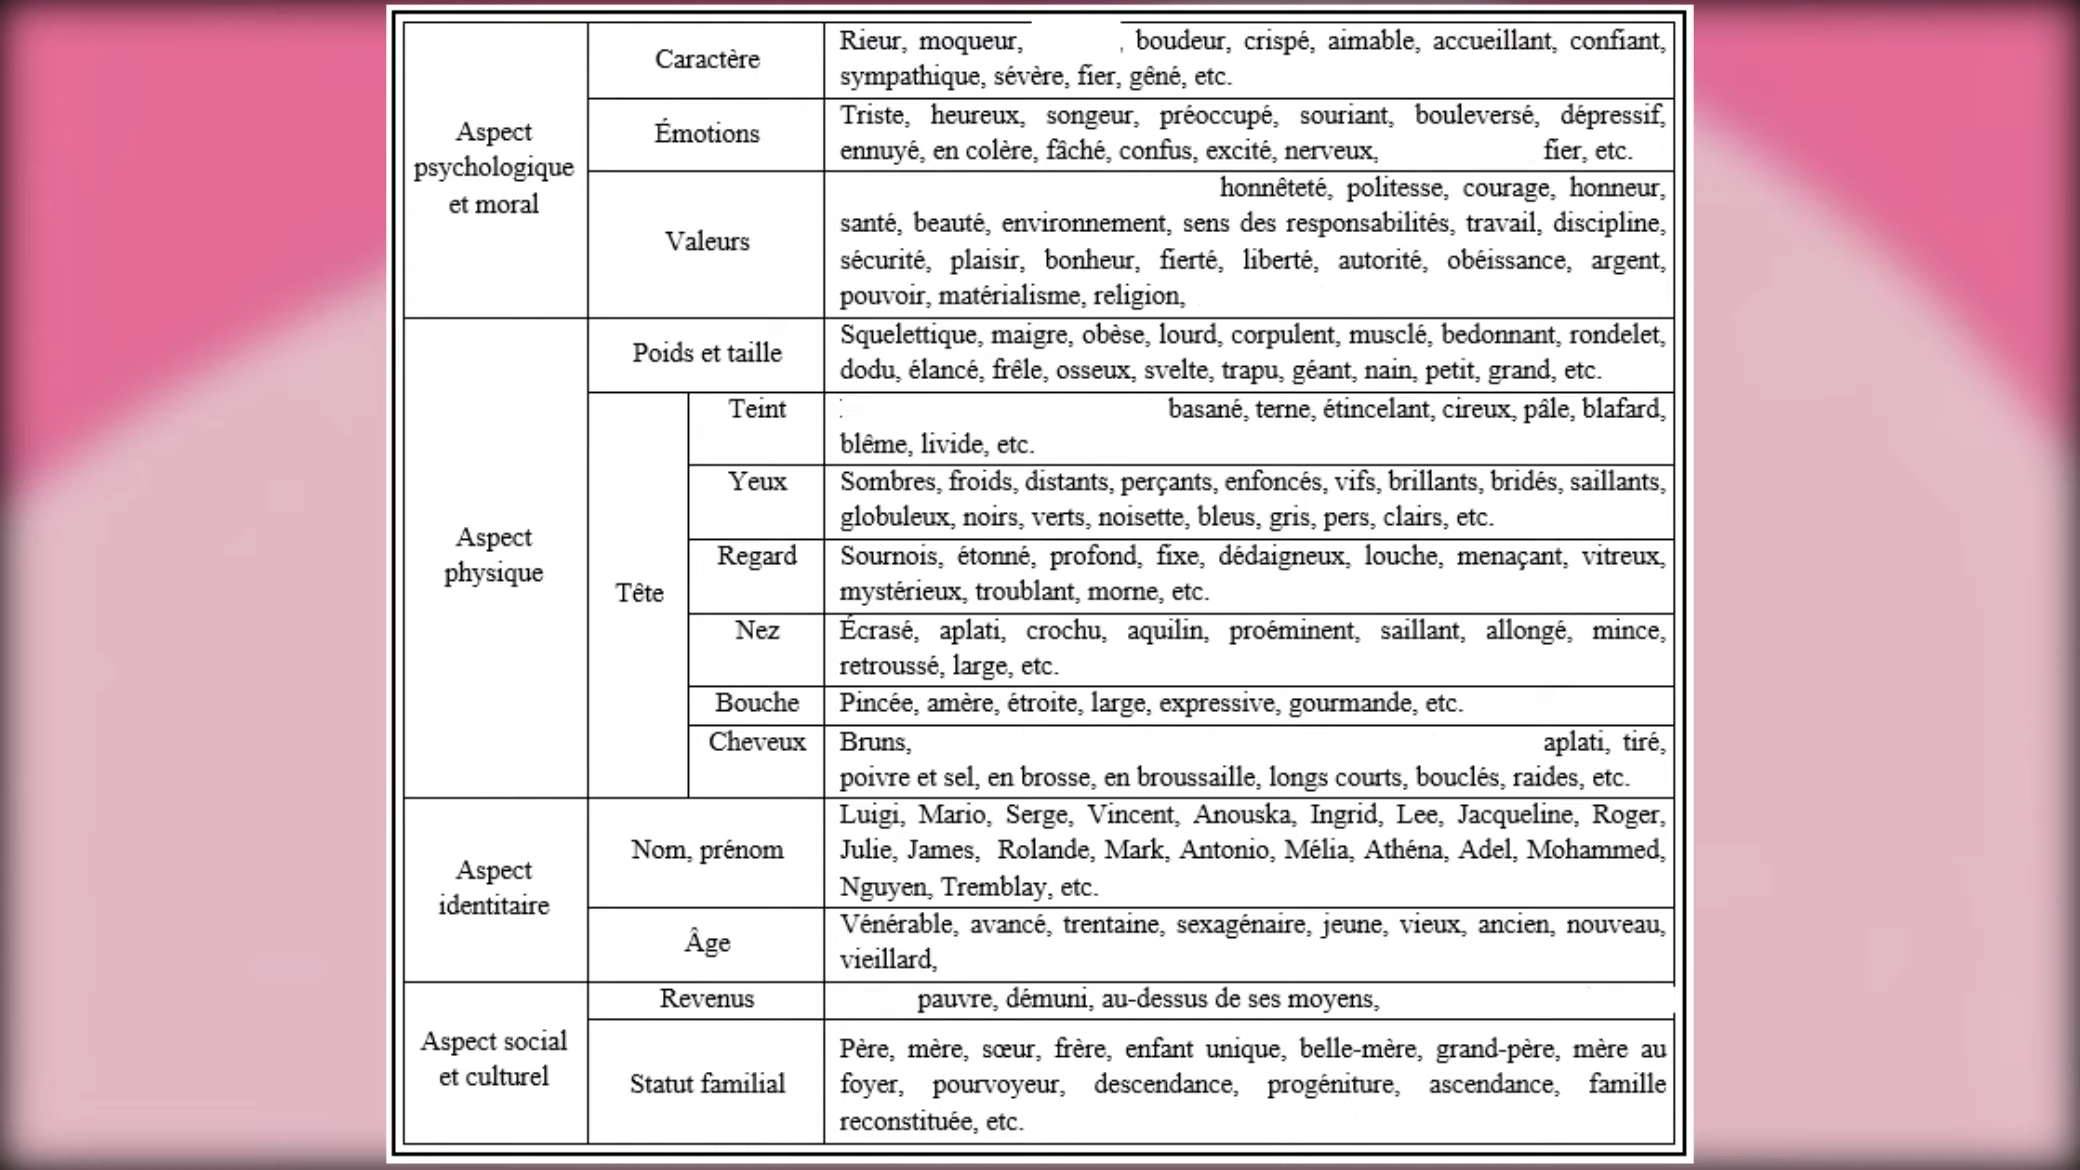 Aspect
psychologique
et moral
Caractère
Rieur, moqueur, , boudeur, crispé, aimable, accueillant, confiant,
sympathique, sévère, fier, gêné, etc.
Émotions
Triste, heureux, songeur, préoccupé, souriant, bouleversé, dépressif,
ennuyé, en colère, fâché, confus, excité, nerveux, fier, etc.
Valeurs
honnêteté, politesse, courage, honneur,
santé, beauté, environnement, sens des responsabilités, travail, discipline,
sécurité, plaisir, bonheur, fierté, liberté, autorité, obéissance, argent,
pouvoir, matérialisme, religion,
Aspect
physique
Poids et taille
Squelettique, maigre, obèse, lourd, corpulent, musclé, bedonnant, rondelet,
dodu, élancé, frêle, osseux, svelte, trapu, géant, nain, petit, grand, etc.
Tête
Teint
basané, terne, étincelant, cireux, pâle, blafard,
blême, livide, etc.
Yeux
Sombres, froids, distants, perçants, enfoncés, vifs, brillants, bridés, saillants,
globuleux, noirs, verts, noisette, bleus, gris, pers, clairs, etc.
Regard
Sournois, étonné, profond, fixe, dédaigneux, louche, menaçant, vitreux,
mystérieux, troublant, morne, etc.
Nez
Écrasé, aplati, crochu, aquilin, proéminent, saillant, allongé, mince,
retroussé, large, etc.
Bouche
Pincée, amère, étroite, large, expressive, gourmande, etc.
Cheveux
Bruns, aplati, tiré,
poivre et sel, en brosse, en broussaille, longs courts, bouclés, raides, etc.
Aspect
identitaire
Nom, prénom
Luigi, Mario, Serge, Vincent, Anouska, Ingrid, Lee, Jacqueline, Roger,
Julie, James, Rolande, Mark, Antonio, Mélia, Athéna, Adel, Mohammed,
Nguyen, Tremblay, etc.
Âge
Vénérable, avancé, trentaine, sexagénaire, jeune, vieux, ancien, nouveau,
vieillard,
Aspect social
et culturel
Revenus
pauvre, démuni, au-dessus de ses moyens,
Statut familial
Père, mère, sœur, frère, enfant unique, belle-mère, grand-père, mère au
foyer, pourvoyeur, descendance, progéniture, ascendance, famille
reconstituée, etc.